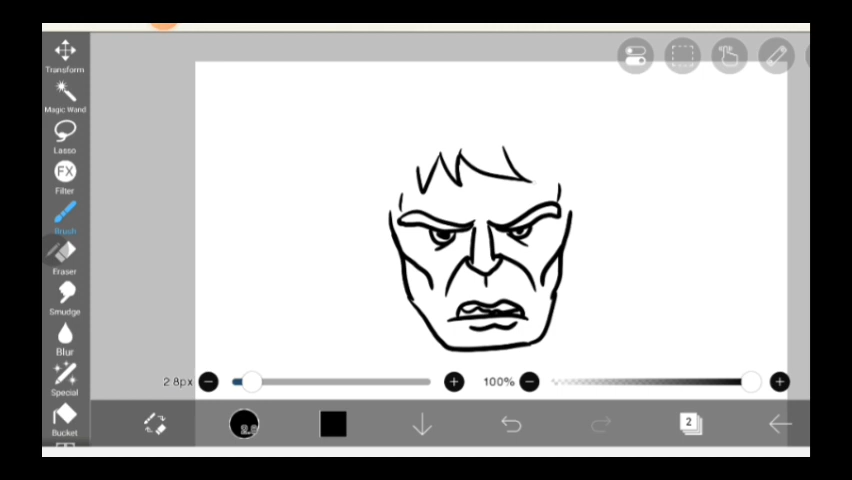 Transform
Magic Wand
Lasso
FX
Filter
Brush
Eraser
Smudge
Blur
Special
Bucket
2.8px
100%
2